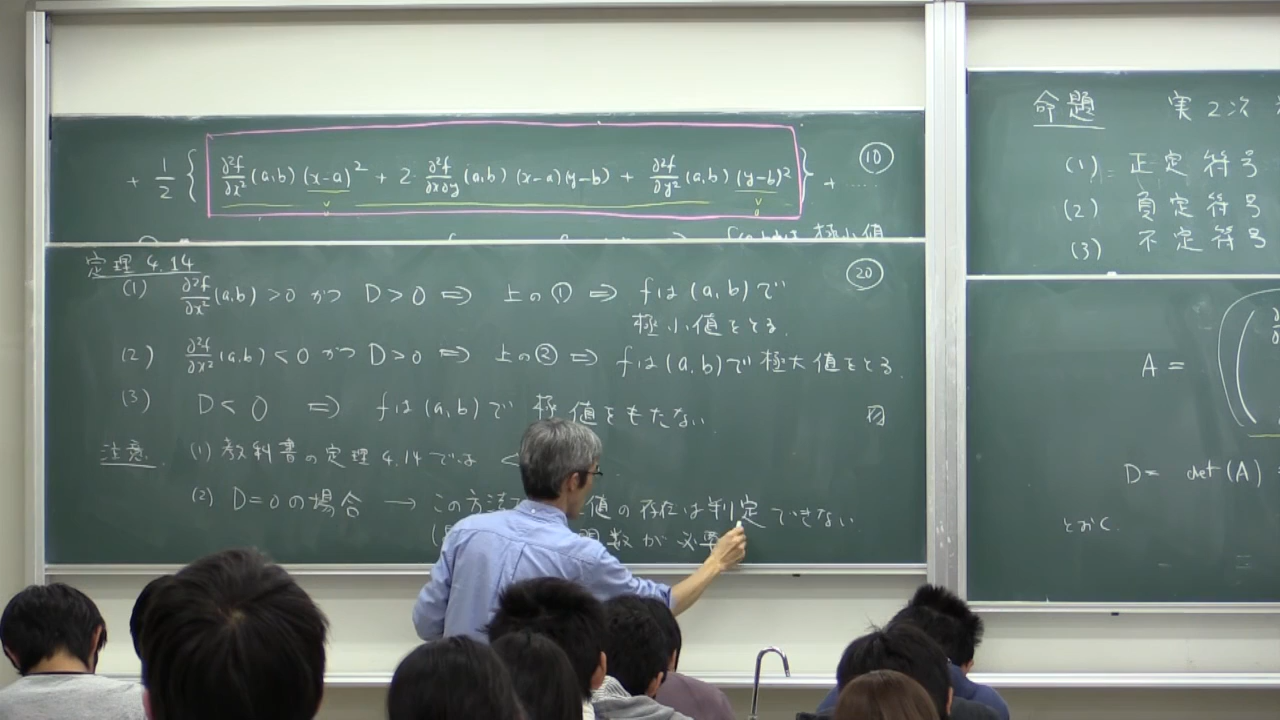 + 1/2 { ∂²f/∂x² (a,b) (x-a)² + 2 ∂²f/∂x∂y (a,b) (x-a)(y-b) + ∂²f/∂y² (a,b) (y-b)² } + ⋯⋯ ⑲
極小値
定理 4.14 ⑳
(1) ∂²f/∂x² (a,b) > 0 かつ D > 0 ⇒ 上の① ⇒ fは (a,b) で
極小値をとる.
(2) ∂²f/∂x² (a,b) < 0 かつ D > 0 ⇒ 上の② ⇒ fは (a,b) で 極大値をとる.
(3) D < 0 ⇒ fは (a,b) で 極値をもたない.
注意. (1) 教科書の定理 4.14 では <
(2) D=0 の場合 → この方法 値の存在は判定できない
関数が必要
命題 実2次
(1) 正定符号
(2) 負定符号
(3) 不定符号
A = (
D = det(A)
とおく.